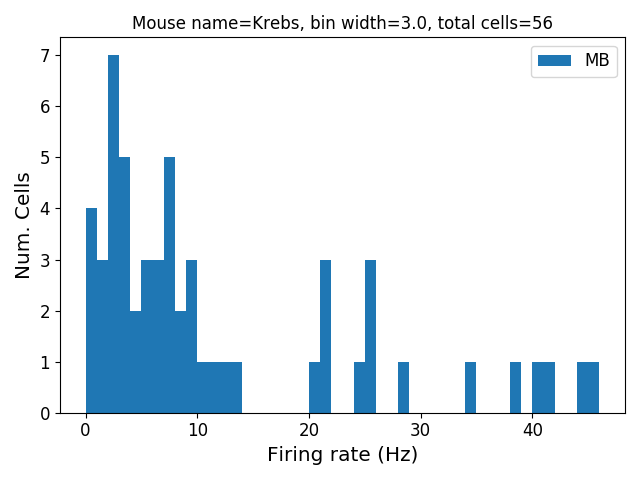 Mouse name=Krebs, bin width=3.0, total cells=56
MB
7
6
5
4
3
2
1
0
Num. Cells
0 10 20 30 40
Firing rate (Hz)